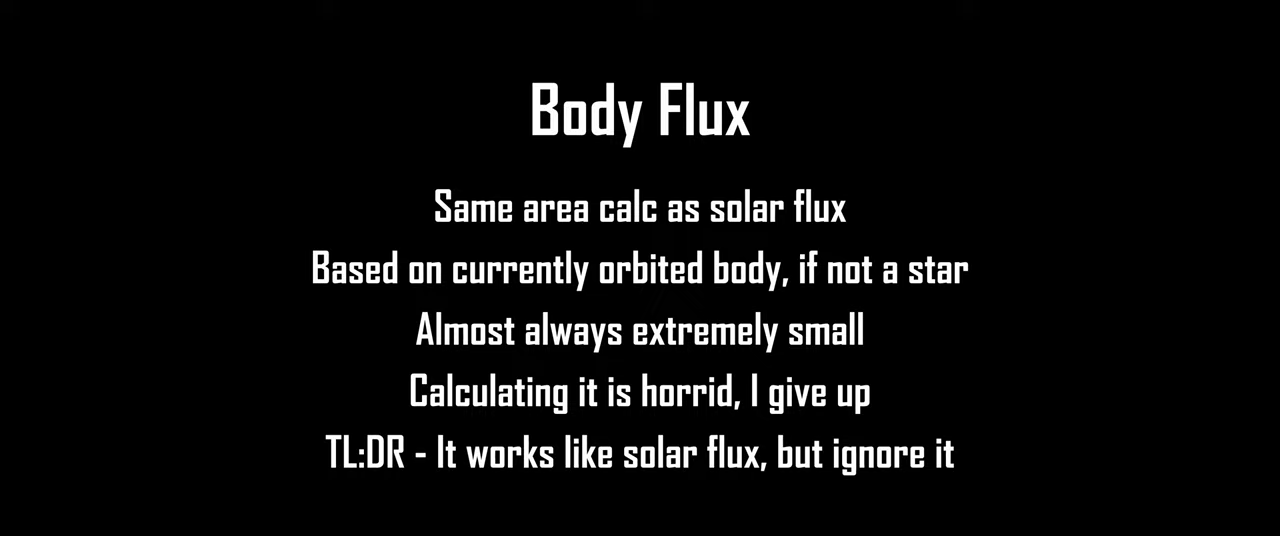 Body Flux
Same area calc as solar flux
Based on currently orbited body, if not a star
Almost always extremely small
Calculating it is horrid, I give up
TL:DR - It works like solar flux, but ignore it